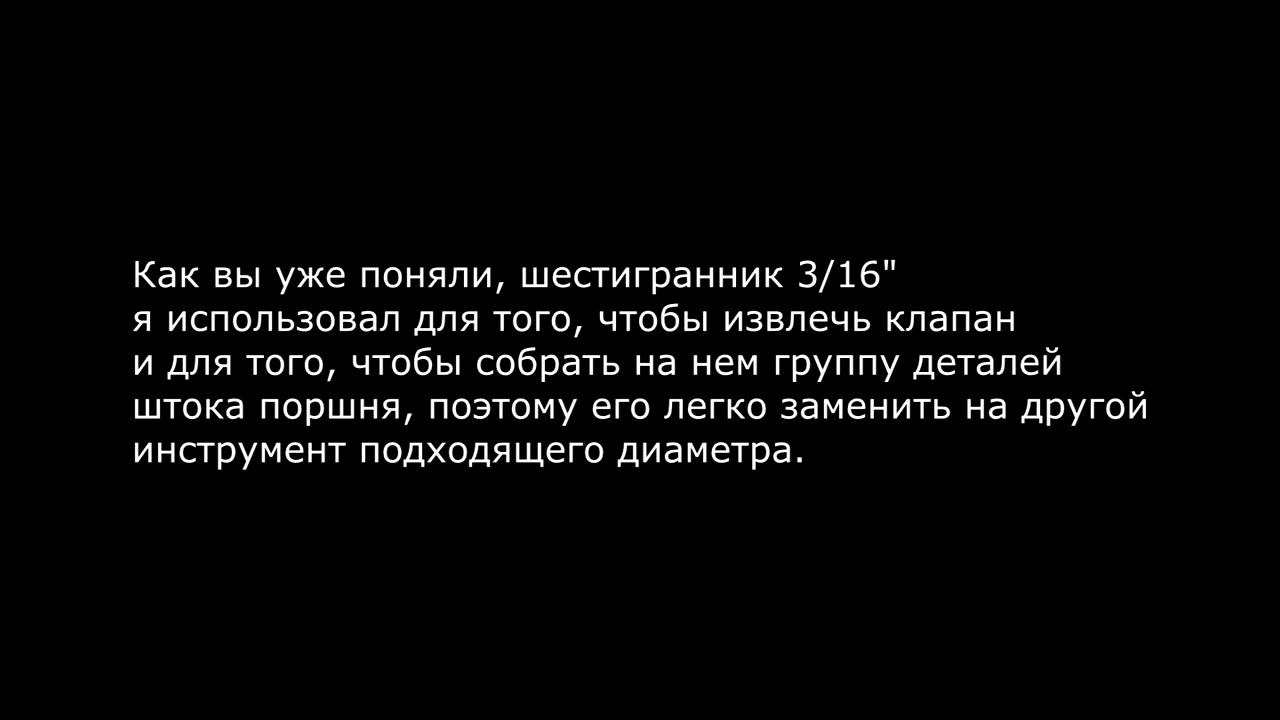 Как вы уже поняли, шестигранник 3/16"
я использовал для того, чтобы извлечь клапан
и для того, чтобы собрать на нем группу деталей
штока поршня, поэтому его легко заменить на другой
инструмент подходящего диаметра.